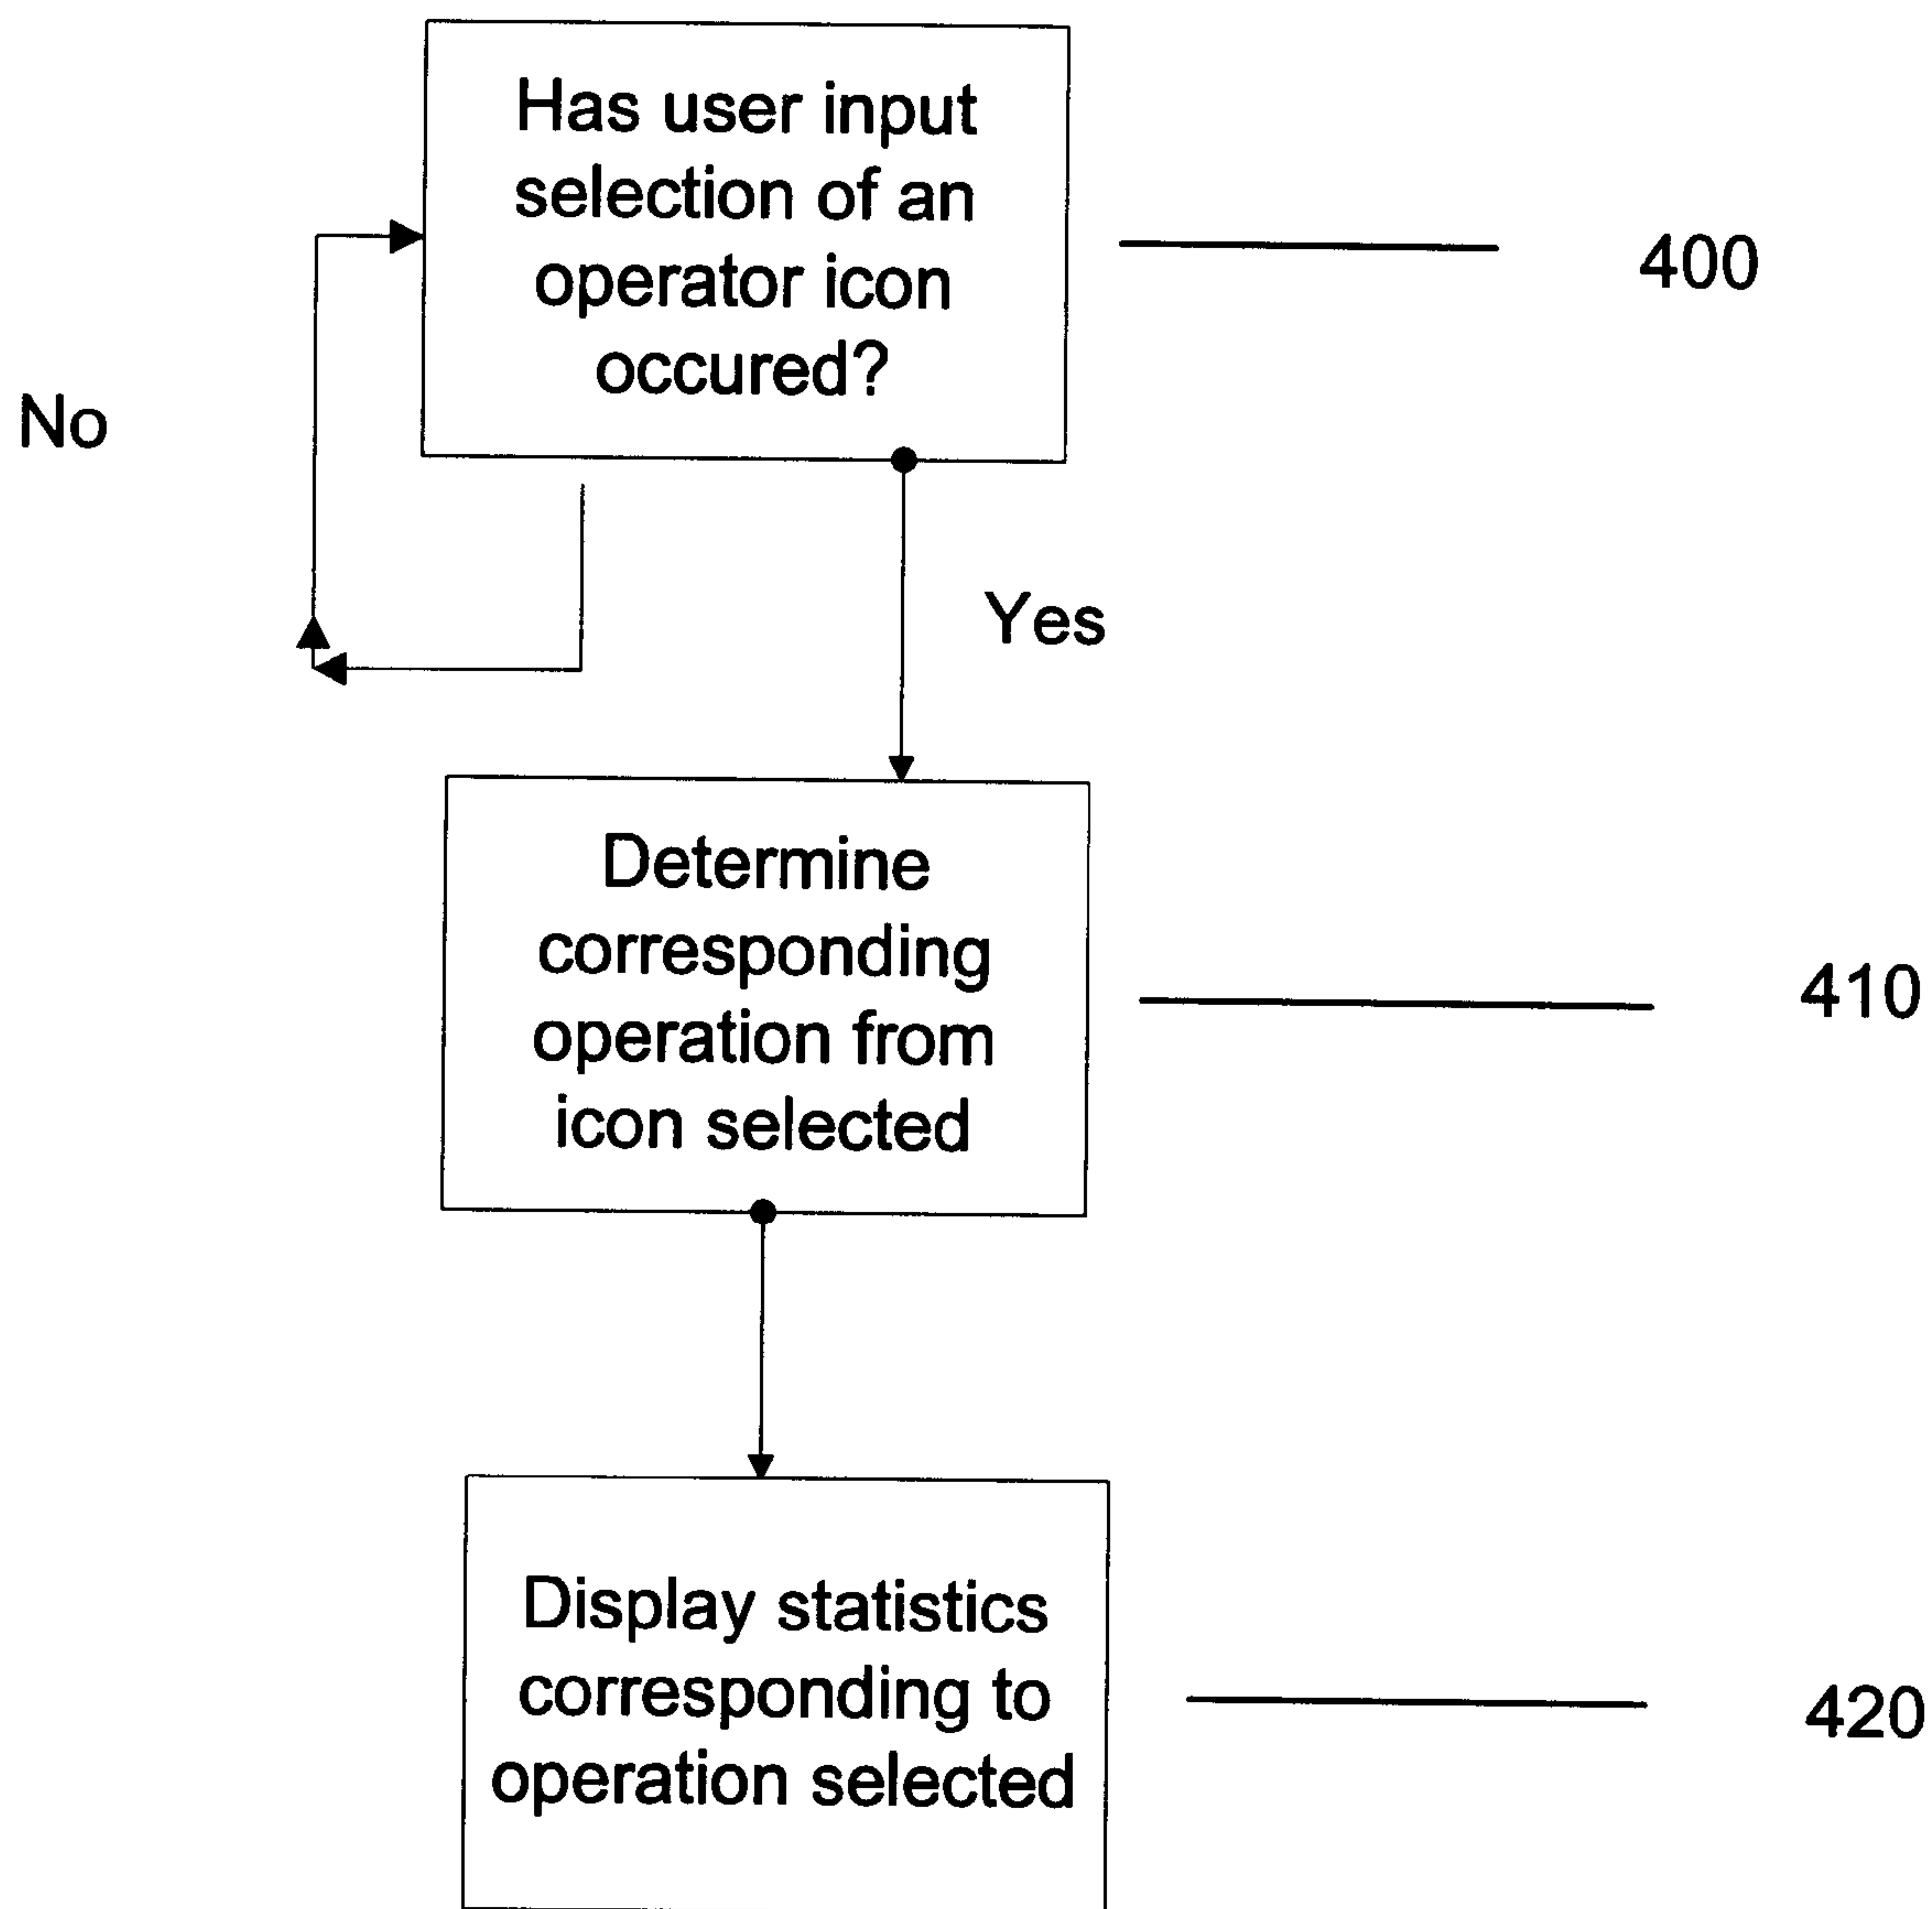 Has user input
selection of an
operator icon
occured?
400
No
Yes
Determine
corresponding
operation from
icon selected
410
Display statistics
corresponding to
operation selected
420